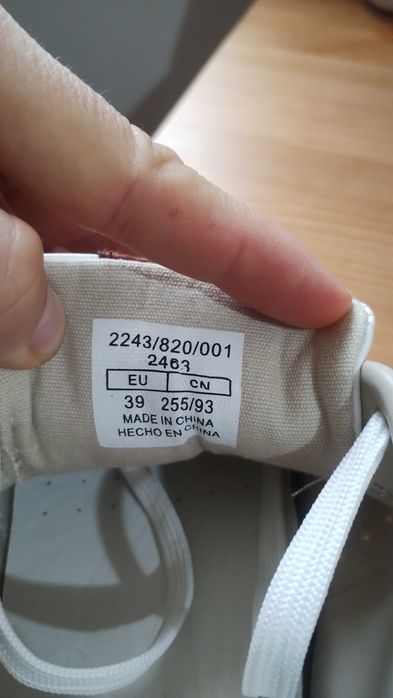 2243/820/001
2463
EU CN
39 255/93
MADE IN CHINA
HECHO EN CHINA